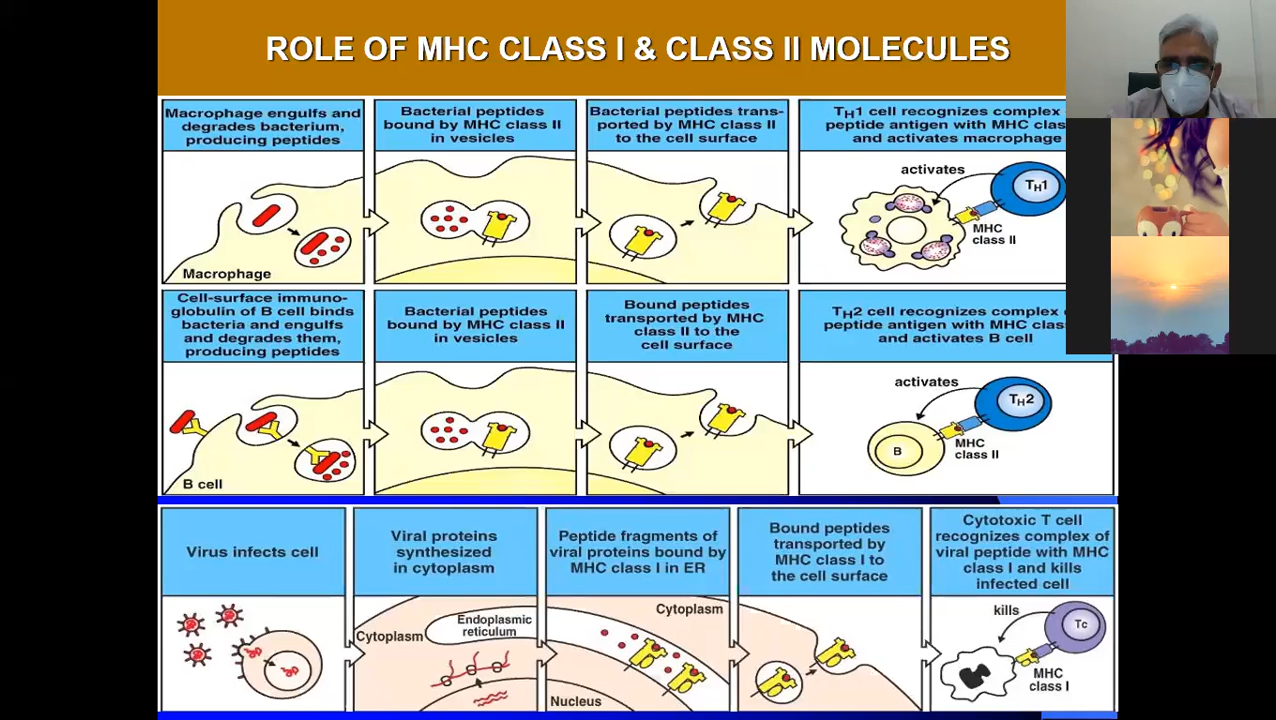 ROLE OF MHC CLASS I & CLASS II MOLECULES
Macrophage engulfs and
degrades bacterium,
producing peptides
Bacterial peptides
bound by MHC class II
in vesicles
Bacterial peptides trans-
ported by MHC class II
to the cell surface
TH1 cell recognizes complex
peptide antigen with MHC clas
and activates macrophage
Macrophage
activates
TH1
MHC
class II
Cell-surface immuno-
globulin of B cell binds
bacteria and engulfs
and degrades them,
producing peptides
Bacterial peptides
bound by MHC class II
in vesicles
Bound peptides
transported by MHC
class II to the
cell surface
TH2 cell recognizes complex
peptide antigen with MHC clas
and activates B cell
B cell
activates
TH2
B
MHC
class II
Virus infects cell
Viral proteins
synthesized
in cytoplasm
Peptide fragments of
viral proteins bound by
MHC class I in ER
Bound peptides
transported by
MHC class I to
the cell surface
Cytotoxic T cell
recognizes complex of
viral peptide with MHC
class I and kills
infected cell
Cytoplasm
Endoplasmic
reticulum
Cytoplasm
Nucleus
kills
Tc
MHC
class I